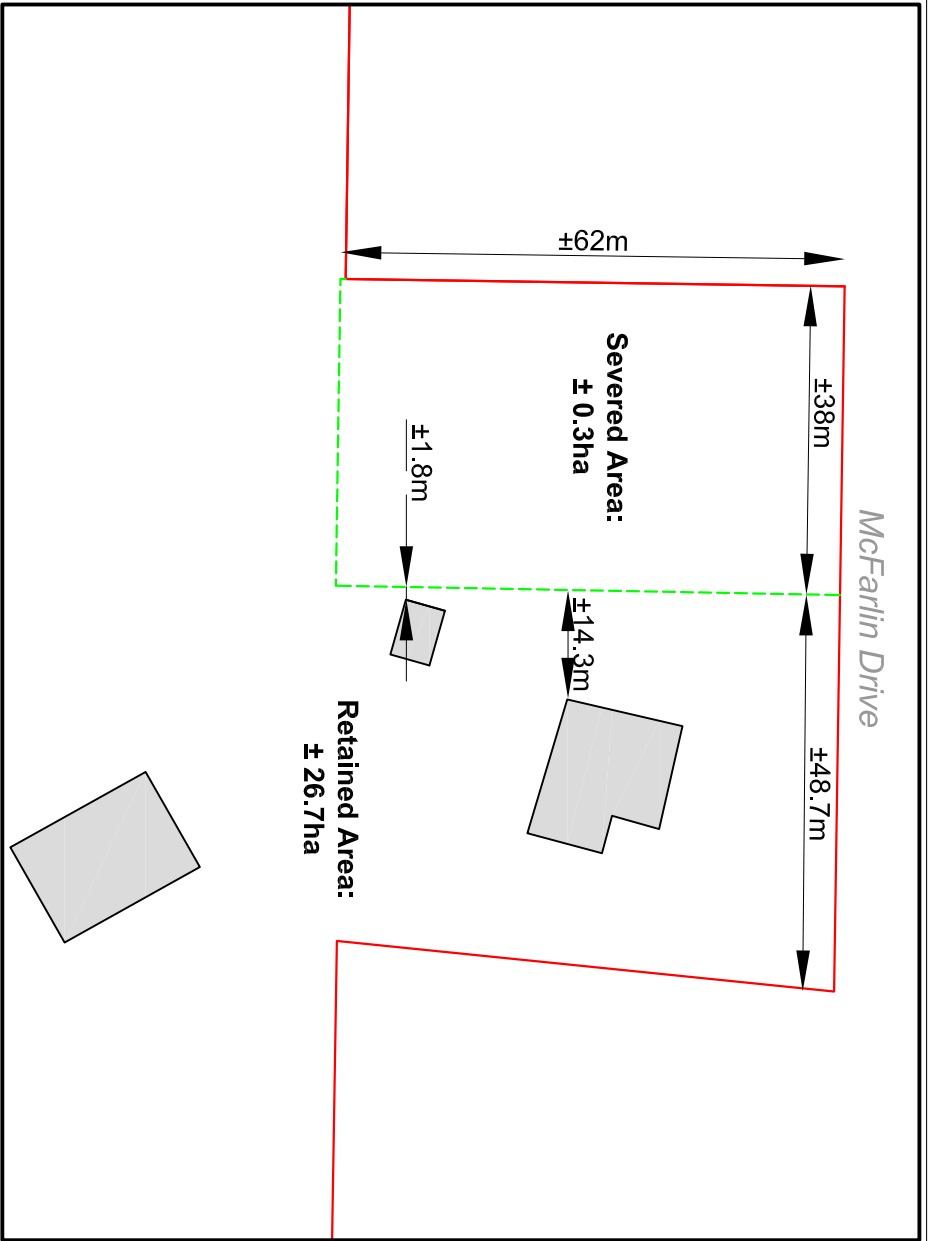 McFarlin Drive
±38m
±48.7m
±62m
Severed Area:
± 0.3ha
±14.3m
±1.8m
Retained Area:
± 26.7ha